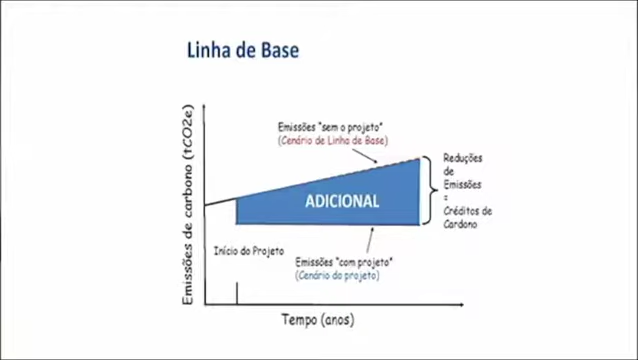 Linha de Base
Emissões de carbono (tCO2e)
Emissões "sem o projeto"
(Cenário de Linha de Base)
ADICIONAL
Reduções
de
Emissões
=
Créditos de
Cardono
Início do Projeto
Emissões "com projeto"
(Cenário do projeto)
Tempo (anos)